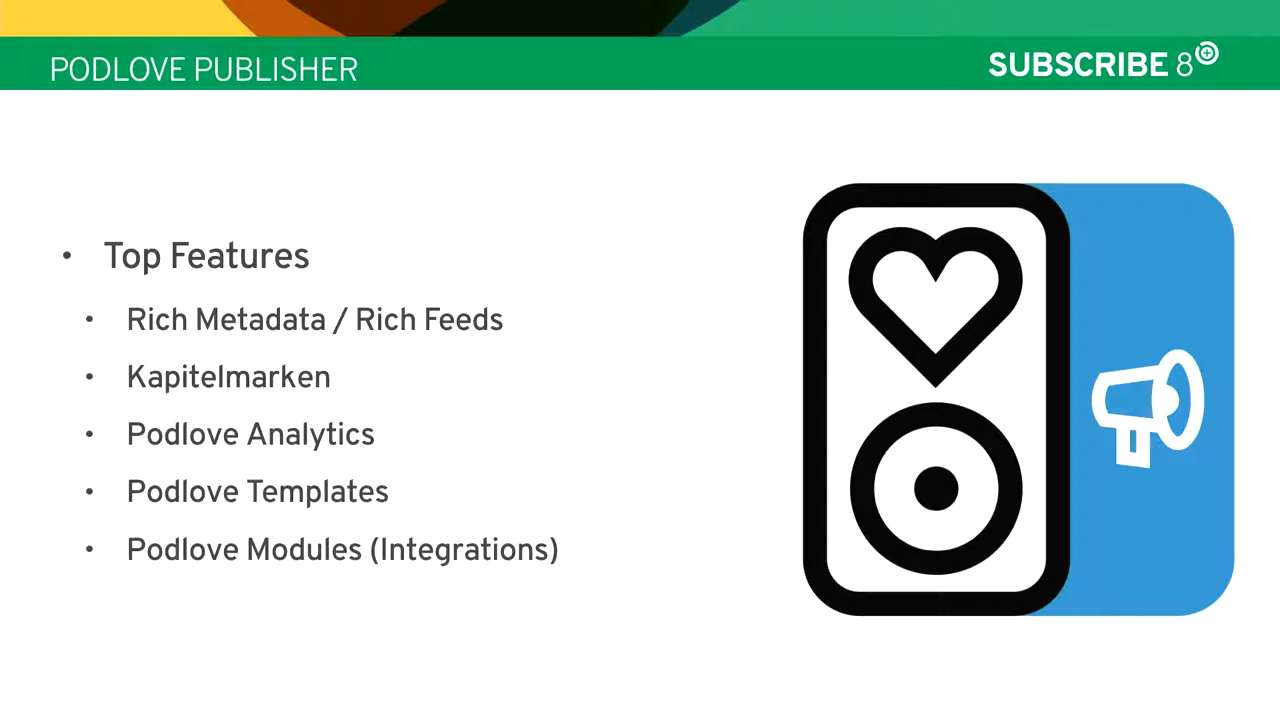 PODLOVE PUBLISHER
SUBSCRIBE 8
• Top Features
• Rich Metadata / Rich Feeds
• Kapitelmarken
• Podlove Analytics
• Podlove Templates
• Podlove Modules (Integrations)